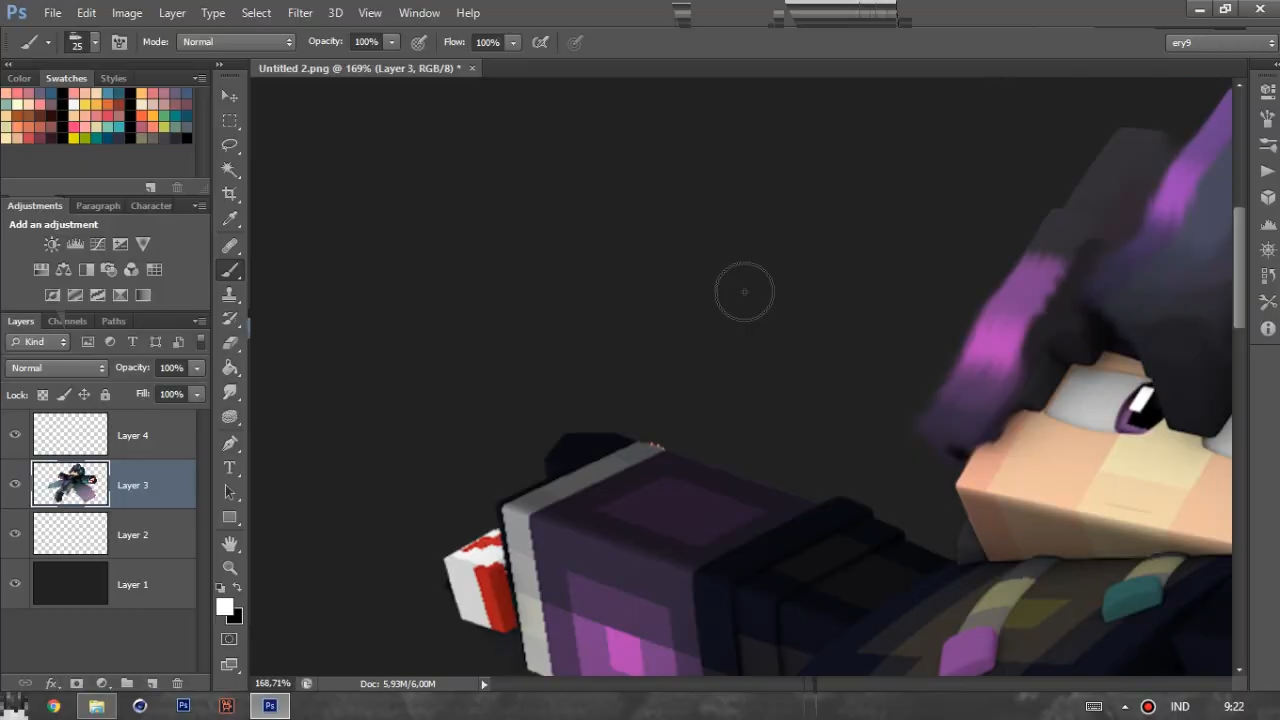 Ps File Edit Image Layer Type Select Filter 3D View Window Help
25 Mode: Normal Opacity: 100% Flow: 100% ery9
Untitled 2.png @ 169% (Layer 3, RGB/8) *
Color Swatches Styles
Adjustments Paragraph Character
Add an adjustment
Layers Channels Paths
Kind
Normal Opacity: 100%
Lock: Fill: 100%
Layer 4
Layer 3
Layer 2
Layer 1
168,71% Doc: 5,93M/6,00M
Ps Ps IND 9:22